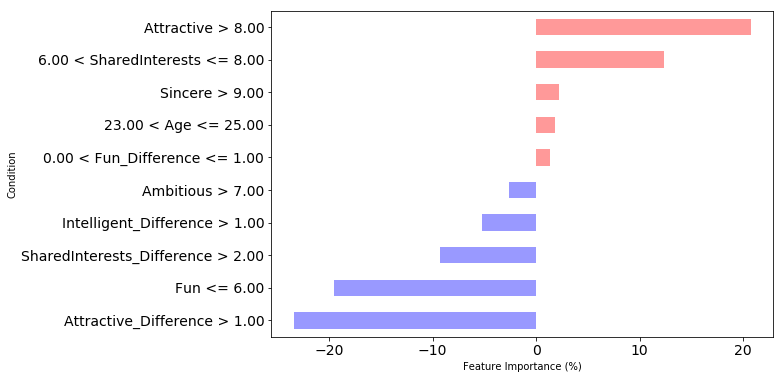 Attractive > 8.00
6.00 < SharedInterests <= 8.00
Sincere > 9.00
23.00 < Age <= 25.00
0.00 < Fun_Difference <= 1.00
Ambitious > 7.00
Intelligent_Difference > 1.00
SharedInterests_Difference > 2.00
Fun <= 6.00
Attractive_Difference > 1.00
Condition
−20 −10 0 10 20
Feature Importance (%)